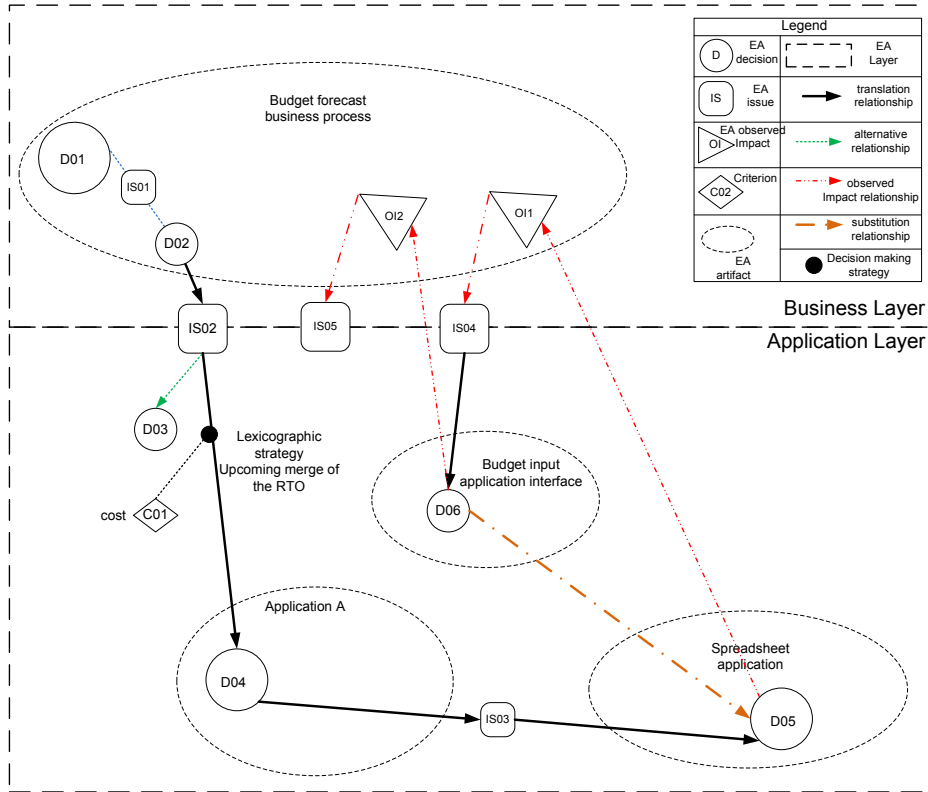 Legend
D
EA
decision
EA
Layer
IS
EA
issue
translation
relationship
EA observed
Impact
OI
alternative
relationship
Criterion
C02
observed
Impact relationship
EA
artifact
substitution
relationship
Decision making
strategy
Budget forecast
business process
D01
IS01
D02
OI2
OI1
Business Layer
IS02
IS05
IS04
Application Layer
D03
Lexicographic
strategy
Upcoming merge of
the RTO
cost
C01
Budget input
application interface
D06
Application A
D04
IS03
Spreadsheet
application
D05